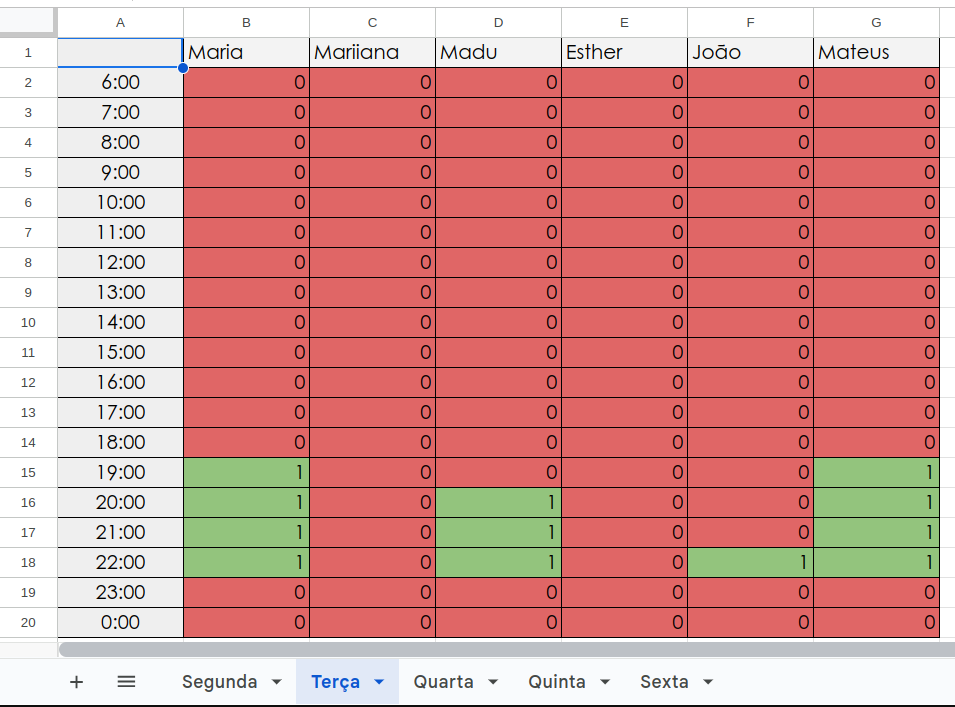 A B C D E F G
1 Maria Mariiana Madu Esther João Mateus
2 6:00 0 0 0 0 0 0
3 7:00 0 0 0 0 0 0
4 8:00 0 0 0 0 0 0
5 9:00 0 0 0 0 0 0
6 10:00 0 0 0 0 0 0
7 11:00 0 0 0 0 0 0
8 12:00 0 0 0 0 0 0
9 13:00 0 0 0 0 0 0
10 14:00 0 0 0 0 0 0
11 15:00 0 0 0 0 0 0
12 16:00 0 0 0 0 0 0
13 17:00 0 0 0 0 0 0
14 18:00 0 0 0 0 0 0
15 19:00 1 0 0 0 0 1
16 20:00 1 0 1 0 0 1
17 21:00 1 0 1 0 0 1
18 22:00 1 0 1 0 1 1
19 23:00 0 0 0 0 0 0
20 0:00 0 0 0 0 0 0
Segunda Terça Quarta Quinta Sexta